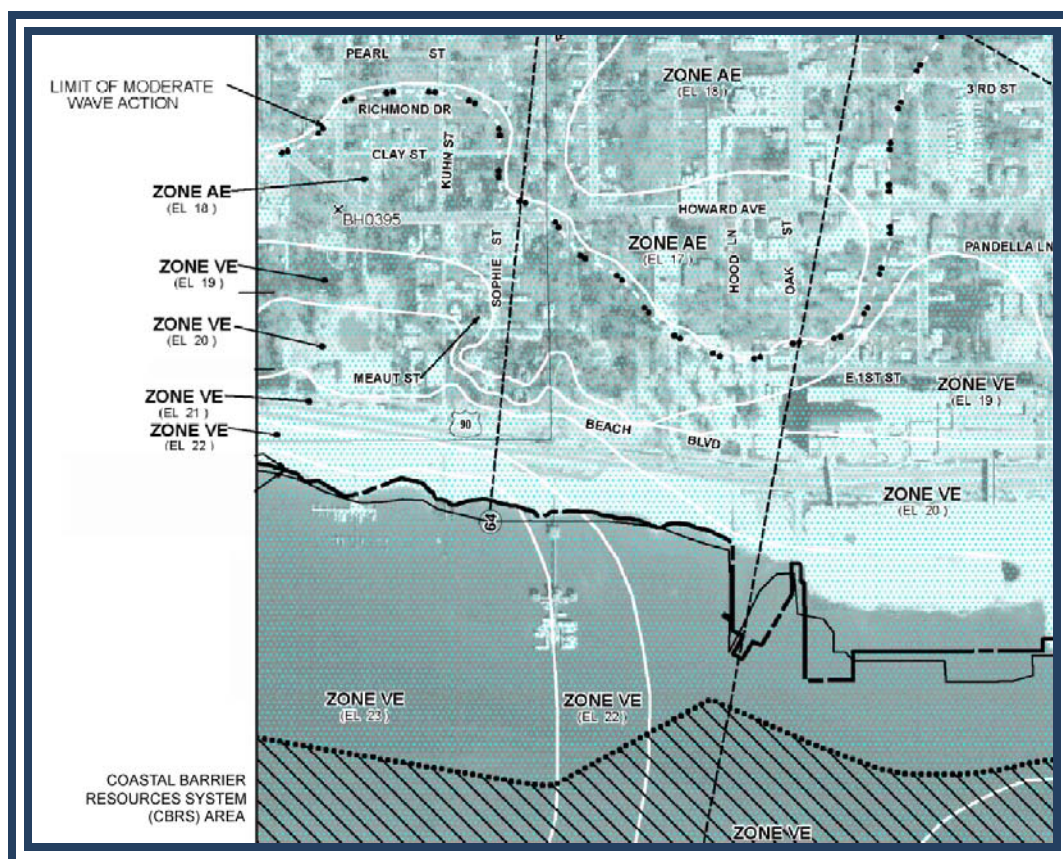 PEARL ST
LIMIT OF MODERATE
WAVE ACTION
RICHMOND DR
CLAY ST
KUHN ST
ZONE AE
(EL 18)
BH0395
ZONE VE
(EL 19)
SOPHIE ST
ZONE VE
(EL 20)
MEAUT ST
ZONE VE
(EL 21)
ZONE VE
(EL 22)
90
BEACH BLVD
64
ZONE AE
(EL 18)
3 RD ST
HOWARD AVE
ZONE AE
(EL 17)
HOOD LN
OAK ST
PANDELLA LN
E 1ST ST
ZONE VE
(EL 19)
ZONE VE
(EL 20)
ZONE VE
(EL 23)
ZONE VE
(EL 22)
COASTAL BARRIER
RESOURCES SYSTEM
(CBRS) AREA
ZONE VE